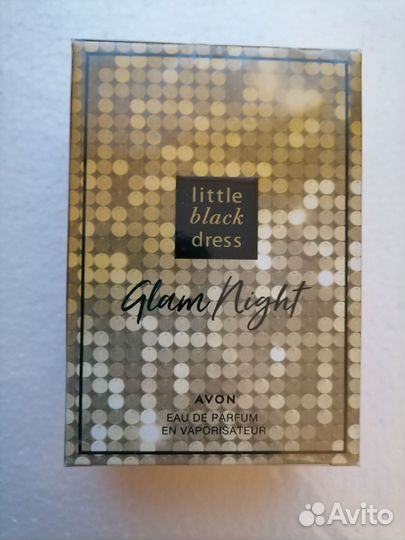 little
black
dress
Glam Night
AVON
EAU DE PARFUM
EN VAPORISATEUR
Avito